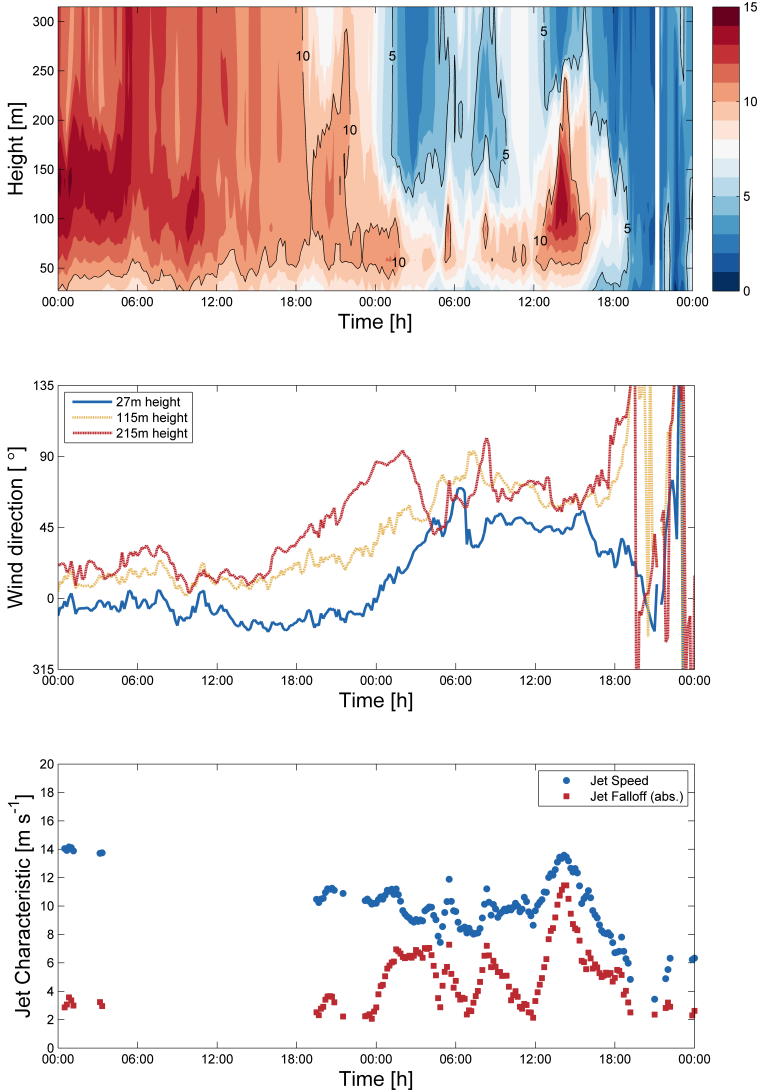 Height [m]
300
250
200
150
100
50
10
5
5
10
5
10
10
5
15
10
5
0
00:00 06:00 12:00 18:00 00:00 06:00 12:00 18:00 00:00
Time [h]
Wind direction [ °]
135
90
45
0
315
27m height
115m height
215m height
00:00 06:00 12:00 18:00 00:00 06:00 12:00 18:00 00:00
Time [h]
Jet Characteristic [m s-1]
20
18
16
14
12
10
8
6
4
2
0
Jet Speed
Jet Falloff (abs.)
00:00 06:00 12:00 18:00 00:00 06:00 12:00 18:00 00:00
Time [h]